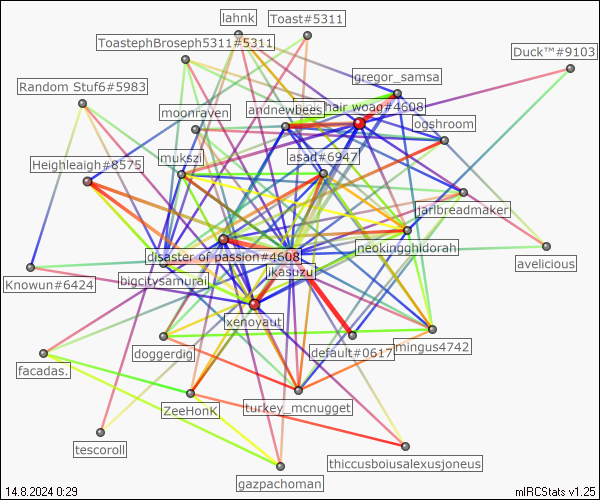 lahnk
Toast#5311
ToastephBroseph5311#5311
Duck™#9103
gregor_samsa
Random Stuf6#5983
andnewbees
hair woag#4608
moonraven
ogshroom
mukszi
asad#6947
Heighleigh#8575
jarlbreadmaker
neokingghidorah
avelicious
disaster of passion#4608
jkasuzu
bigcitysamurai
Knowun#6424
xenoyaut
doggerdig
default#0617
mingus4742
facadas.
ZeeHonK
turkey_mcnugget
tescoroll
thiccusboiusalexusjoneus
gazpachoman
14.8.2024 0:29
mIRCStats v1.25